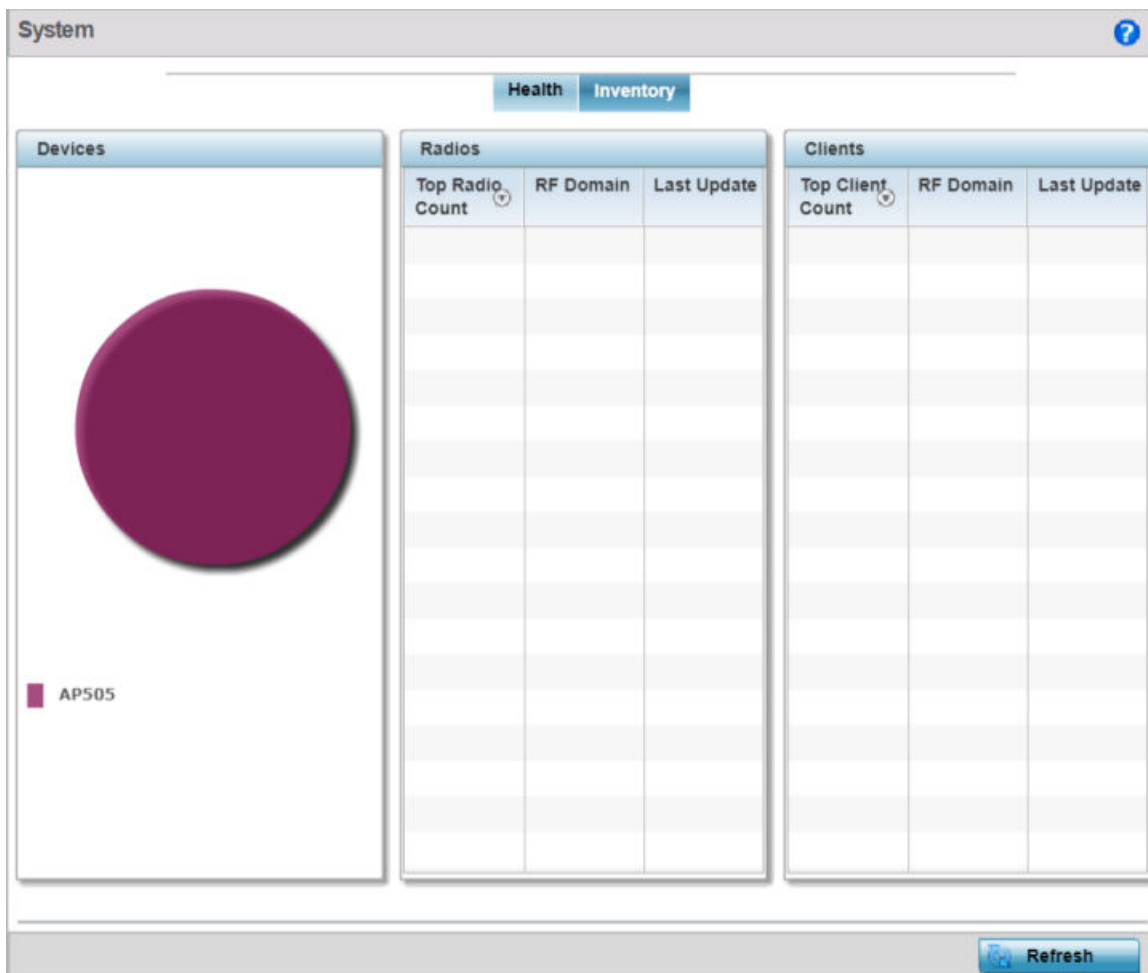 System
?
Health Inventory
Devices
Radios
Top Radio Count RF Domain Last Update
Clients
Top Client Count RF Domain Last Update
AP505
Refresh